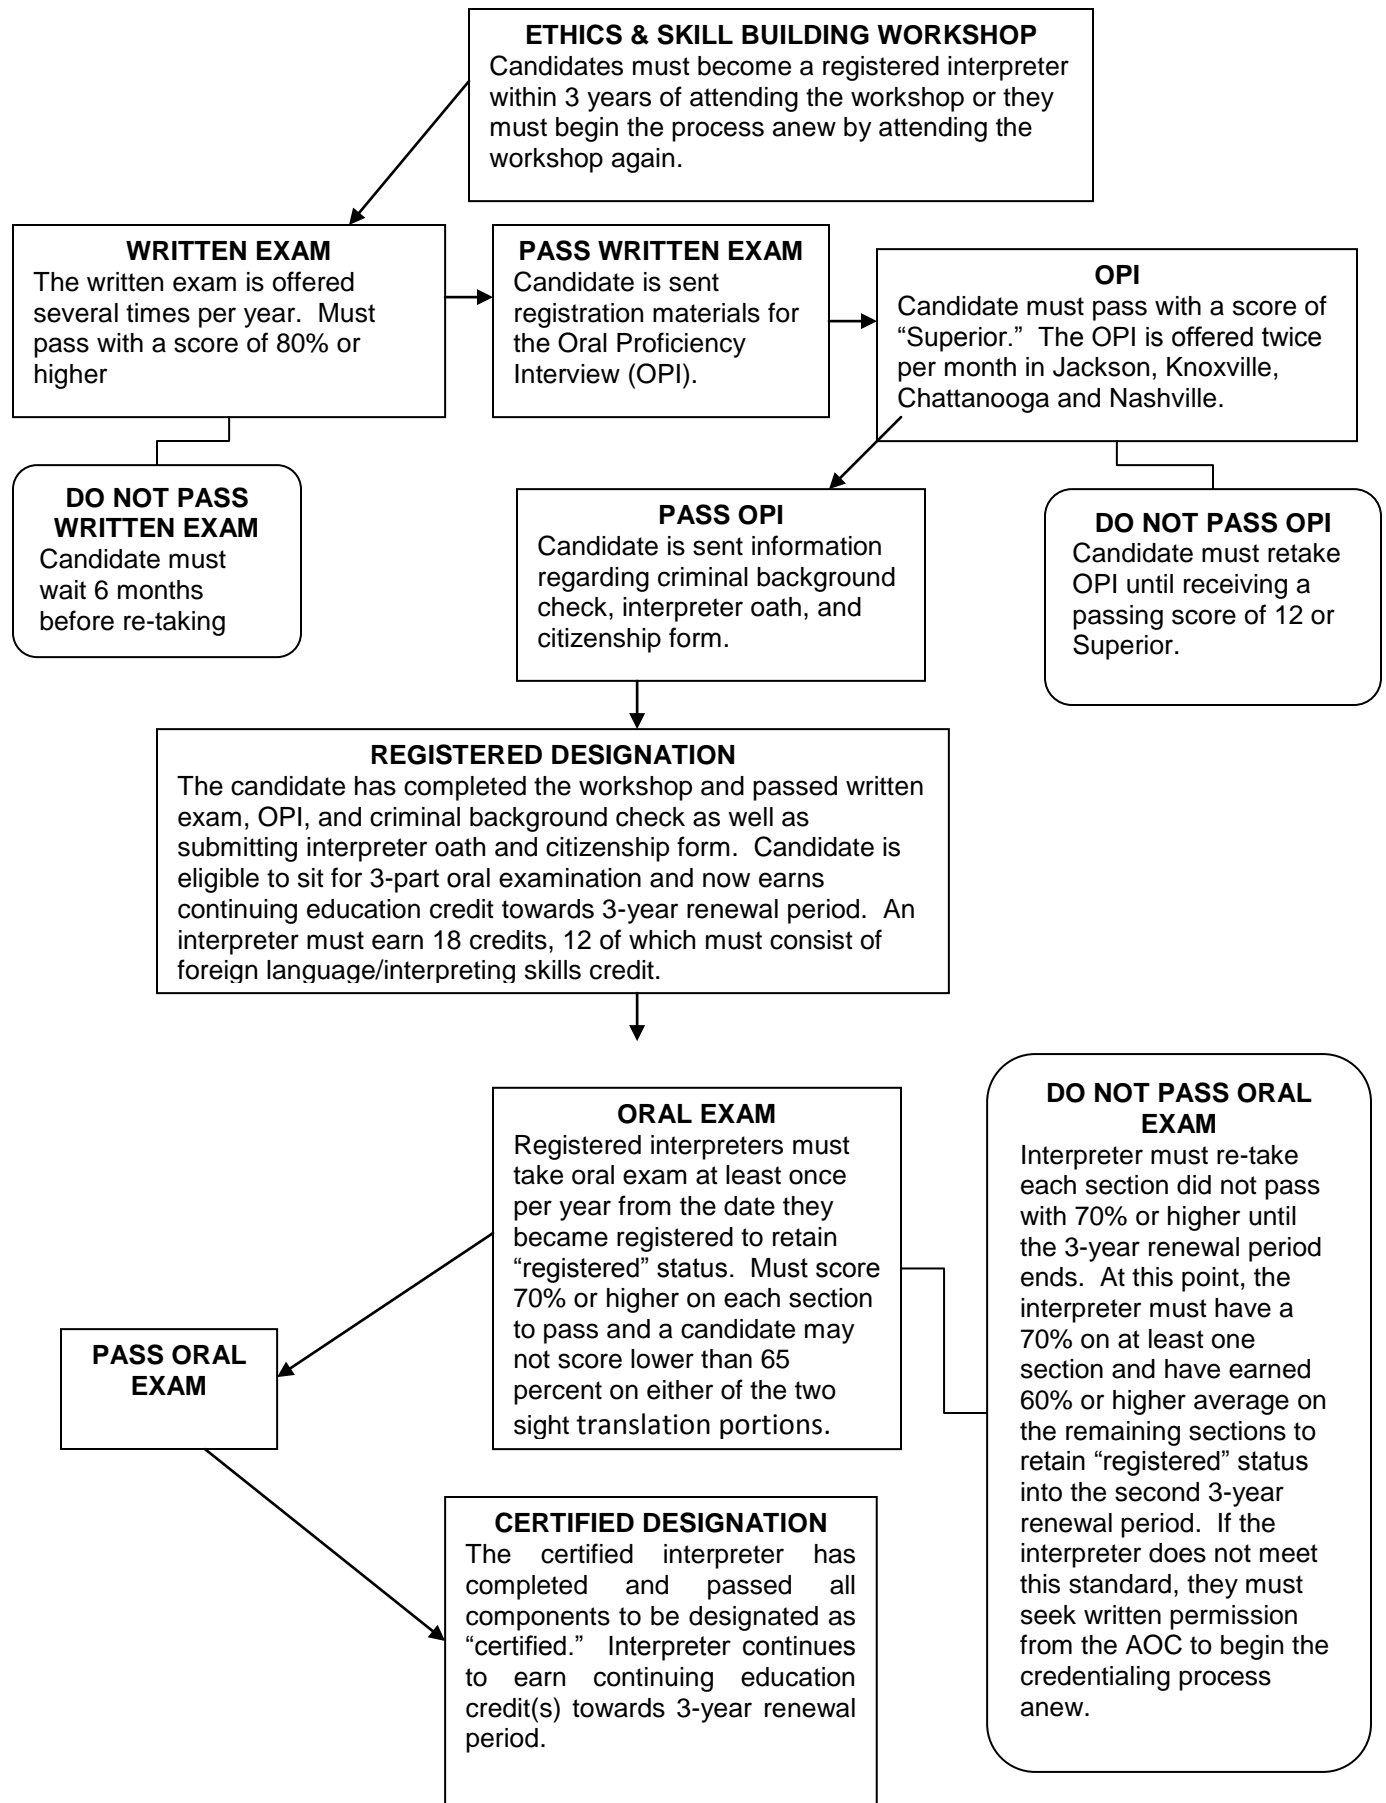 ETHICS & SKILL BUILDING WORKSHOP
Candidates must become a registered interpreter
within 3 years of attending the workshop or they
must begin the process anew by attending the
workshop again.
WRITTEN EXAM
The written exam is offered
several times per year.  Must
pass with a score of 80% or
higher
PASS WRITTEN EXAM
Candidate is sent
registration materials for
the Oral Proficiency
Interview (OPI).
OPI
Candidate must pass with a score of
“Superior.”  The OPI is offered twice
per month in Jackson, Knoxville,
Chattanooga and Nashville.
DO NOT PASS
WRITTEN EXAM
Candidate must
wait 6 months
before re-taking
PASS OPI
Candidate is sent information
regarding criminal background
check, interpreter oath, and
citizenship form.
DO NOT PASS OPI
Candidate must retake
OPI until receiving a
passing score of 12 or
Superior.
REGISTERED DESIGNATION
The candidate has completed the workshop and passed written
exam, OPI, and criminal background check as well as
submitting interpreter oath and citizenship form.  Candidate is
eligible to sit for 3-part oral examination and now earns
continuing education credit towards 3-year renewal period.  An
interpreter must earn 18 credits, 12 of which must consist of
foreign language/interpreting skills credit.
ORAL EXAM
Registered interpreters must
take oral exam at least once
per year from the date they
became registered to retain
“registered” status.  Must score
70% or higher on each section
to pass and a candidate may
not score lower than 65
percent on either of the two
sight translation portions.
DO NOT PASS ORAL
EXAM
Interpreter must re-take
each section did not pass
with 70% or higher until
the 3-year renewal period
ends.  At this point, the
interpreter must have a
70% on at least one
section and have earned
60% or higher average on
the remaining sections to
retain “registered” status
into the second 3-year
renewal period.  If the
interpreter does not meet
this standard, they must
seek written permission
from the AOC to begin the
credentialing process
anew.
PASS ORAL
EXAM
CERTIFIED DESIGNATION
The certified interpreter has
completed and passed all
components to be designated as
“certified.”  Interpreter continues
to earn continuing education
credit(s) towards 3-year renewal
period.